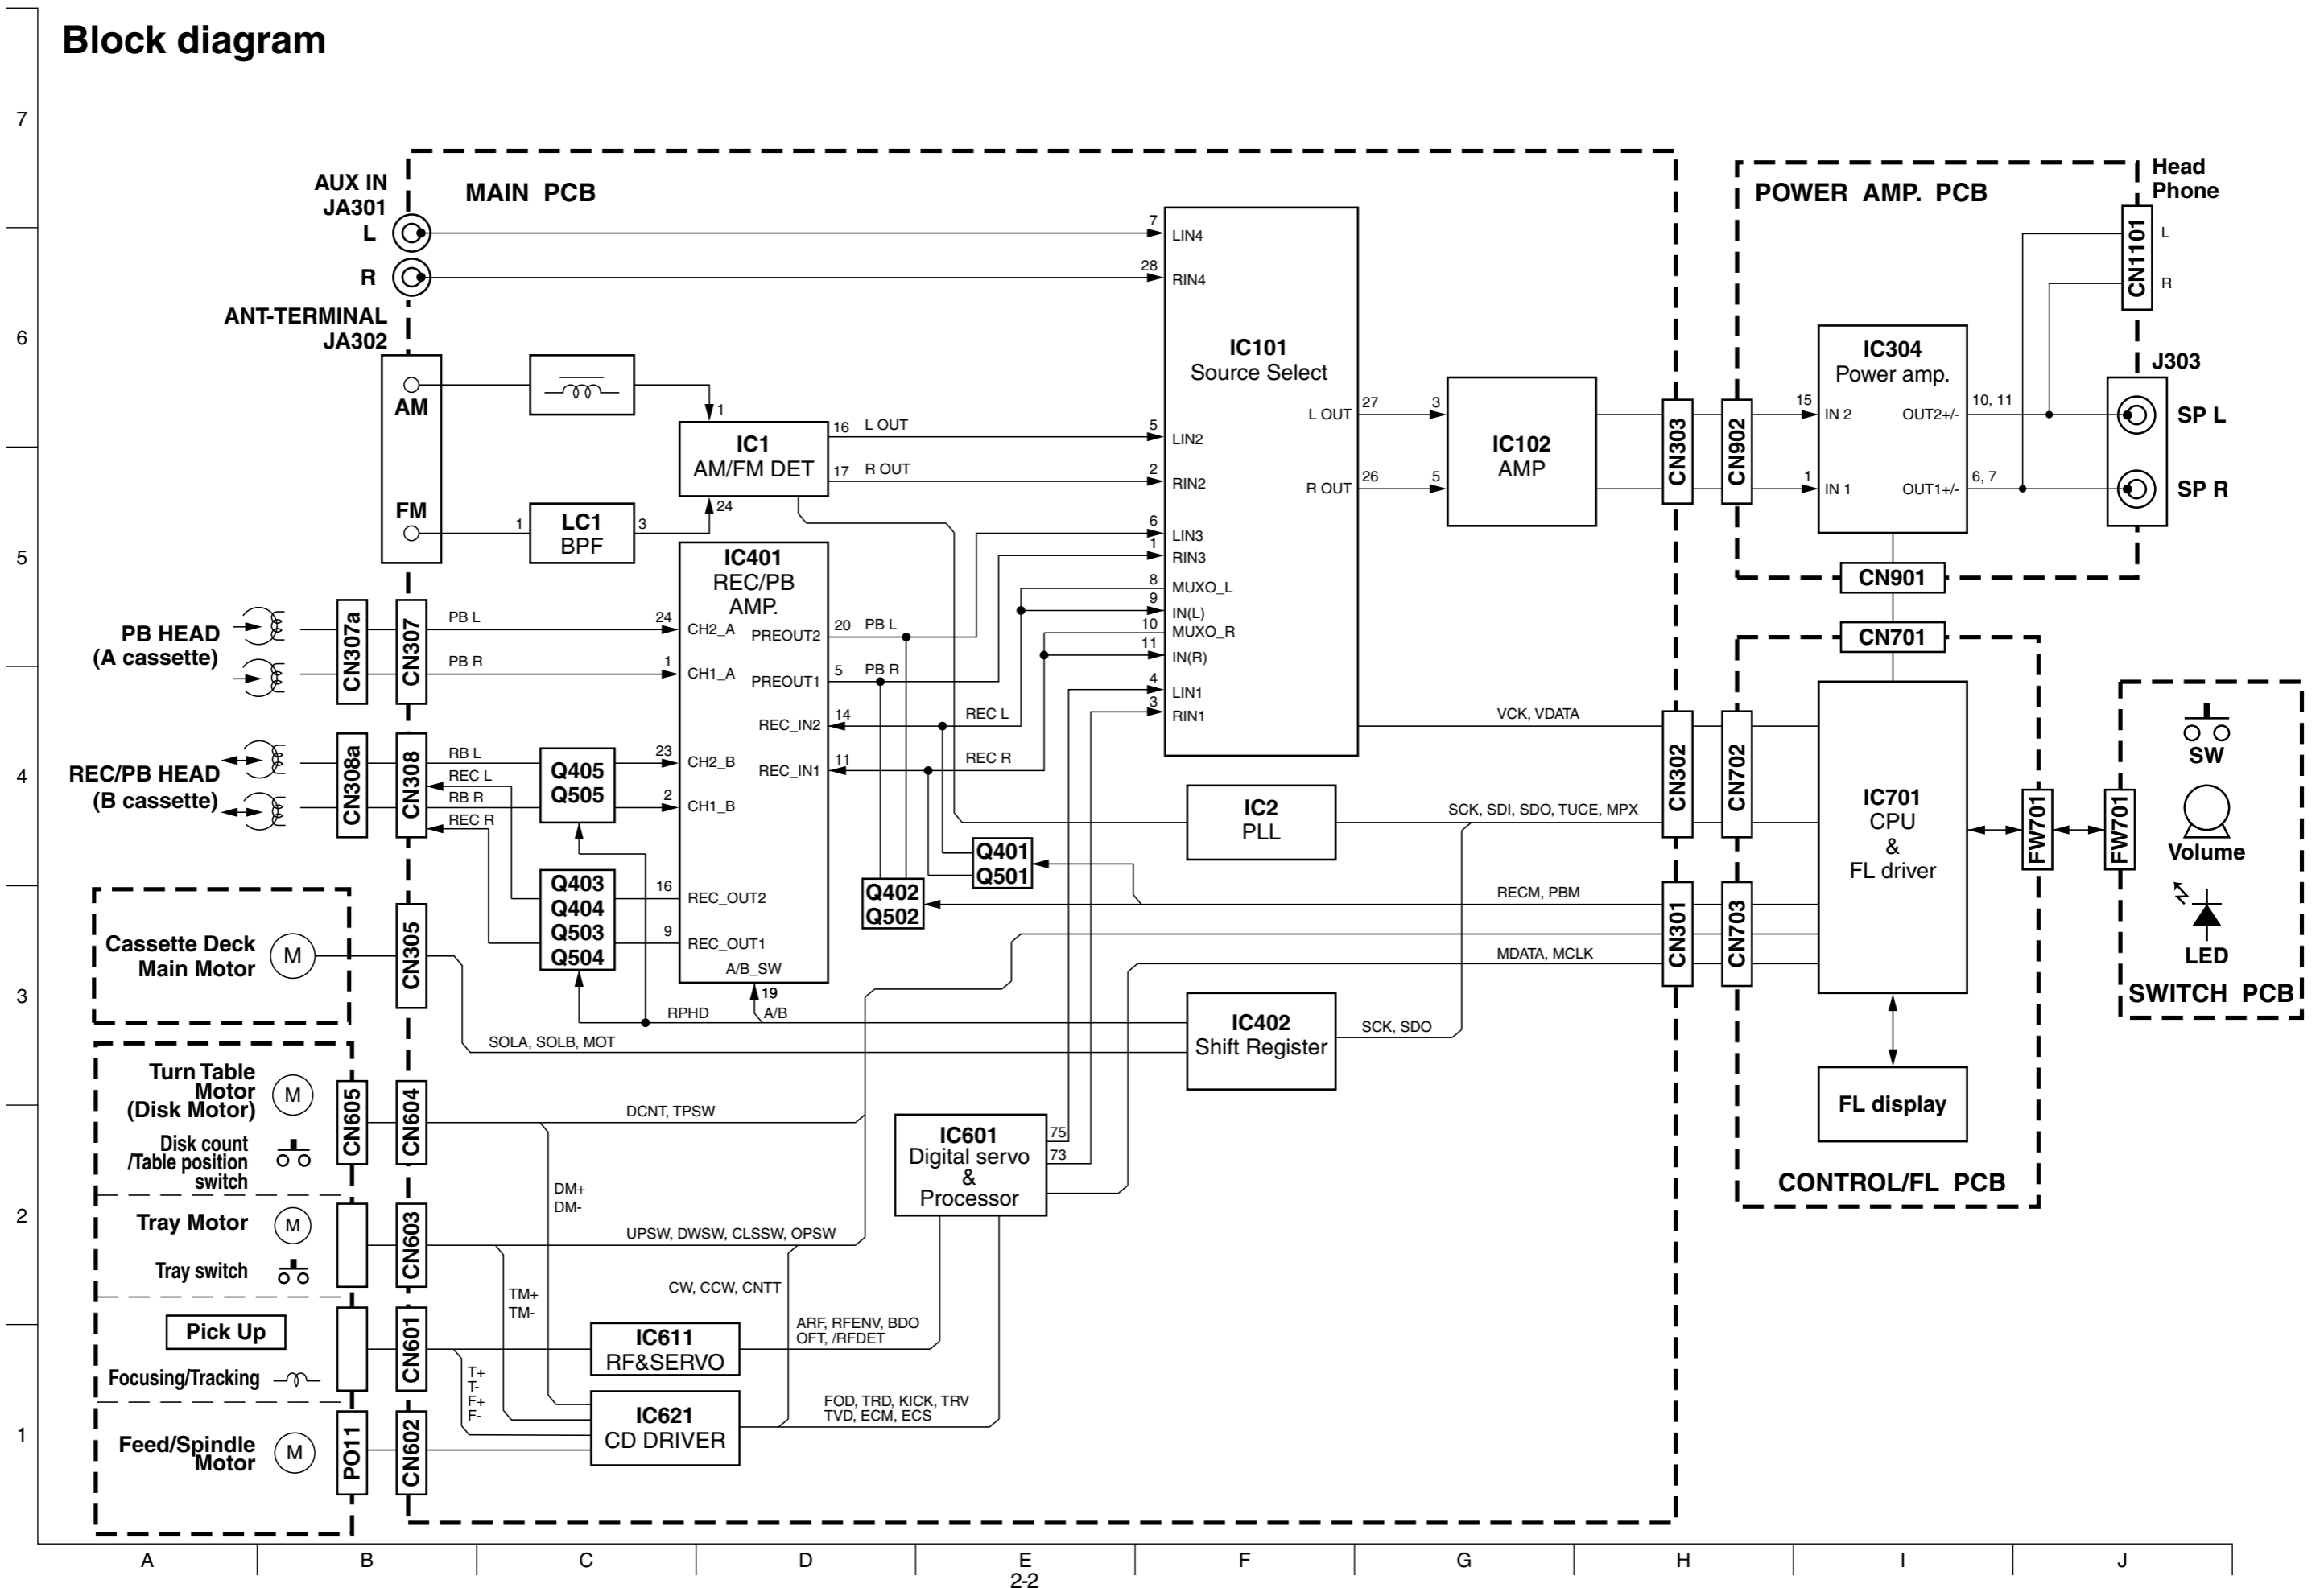 Block diagram
7
6
5
4
3
2
1
AUX IN
JA301
L
R
ANT-TERMINAL
JA302
AM
FM
MAIN PCB
7
LIN4
28
RIN4
IC101
Source Select
1
IC1
AM/FM DET
16 L OUT
17 R OUT
24
1
LC1
BPF
3
5
LIN2
2
RIN2
6
LIN3
1
RIN3
8
MUXO_L
9
IN(L)
10
MUXO_R
11
IN(R)
4
LIN1
3
RIN1
L OUT
27
R OUT
26
3
5
IC102
AMP
CN303
CN902
POWER AMP. PCB
Head
Phone
CN1101
L
R
IC304
Power amp.
15
IN 2
1
IN 1
OUT2+/-
10, 11
OUT1+/-
6, 7
J303
SP L
SP R
CN901
CN701
PB HEAD
(A cassette)
CN307a
CN307
PB L
PB R
REC/PB HEAD
(B cassette)
CN308a
CN308
RB L
REC L
RB R
REC R
Q405
Q505
IC401
REC/PB
AMP.
24
CH2_A
1
CH1_A
23
CH2_B
2
CH1_B
PREOUT2
20 PB L
PREOUT1
5 PB R
REC_IN2
14
REC L
REC_IN1
11
REC R
16
REC_OUT2
9
REC_OUT1
A/B_SW
19
A/B
RPHD
Q403
Q404
Q503
Q504
Q401
Q501
Q402
Q502
VCK, VDATA
IC2
PLL
SCK, SDI, SDO, TUCE, MPX
RECM, PBM
MDATA, MCLK
IC402
Shift Register
SCK, SDO
CN302
CN702
CN301
CN703
IC701
CPU
&
FL driver
FW701
FW701
SW
Volume
LED
SWITCH PCB
FL display
CONTROL/FL PCB
Cassette Deck
Main Motor
M
CN305
SOLA, SOLB, MOT
Turn Table
Motor
(Disk Motor)
M
Disk count
/Table position
switch
CN605
CN604
DCNT, TPSW
DM+
DM-
IC601
Digital servo
&
Processor
75
73
Tray Motor
M
Tray switch
CN603
UPSW, DWSW, CLSSW, OPSW
CW, CCW, CNTT
TM+
TM-
Pick Up
Focusing/Tracking
CN601
T+
T-
F+
F-
IC611
RF&SERVO
ARF, RFENV, BDO
OFT, /RFDET
IC621
CD DRIVER
FOD, TRD, KICK, TRV
TVD, ECM, ECS
Feed/Spindle
Motor
M
PO11
CN602
A B C D E F G H I J
2-2